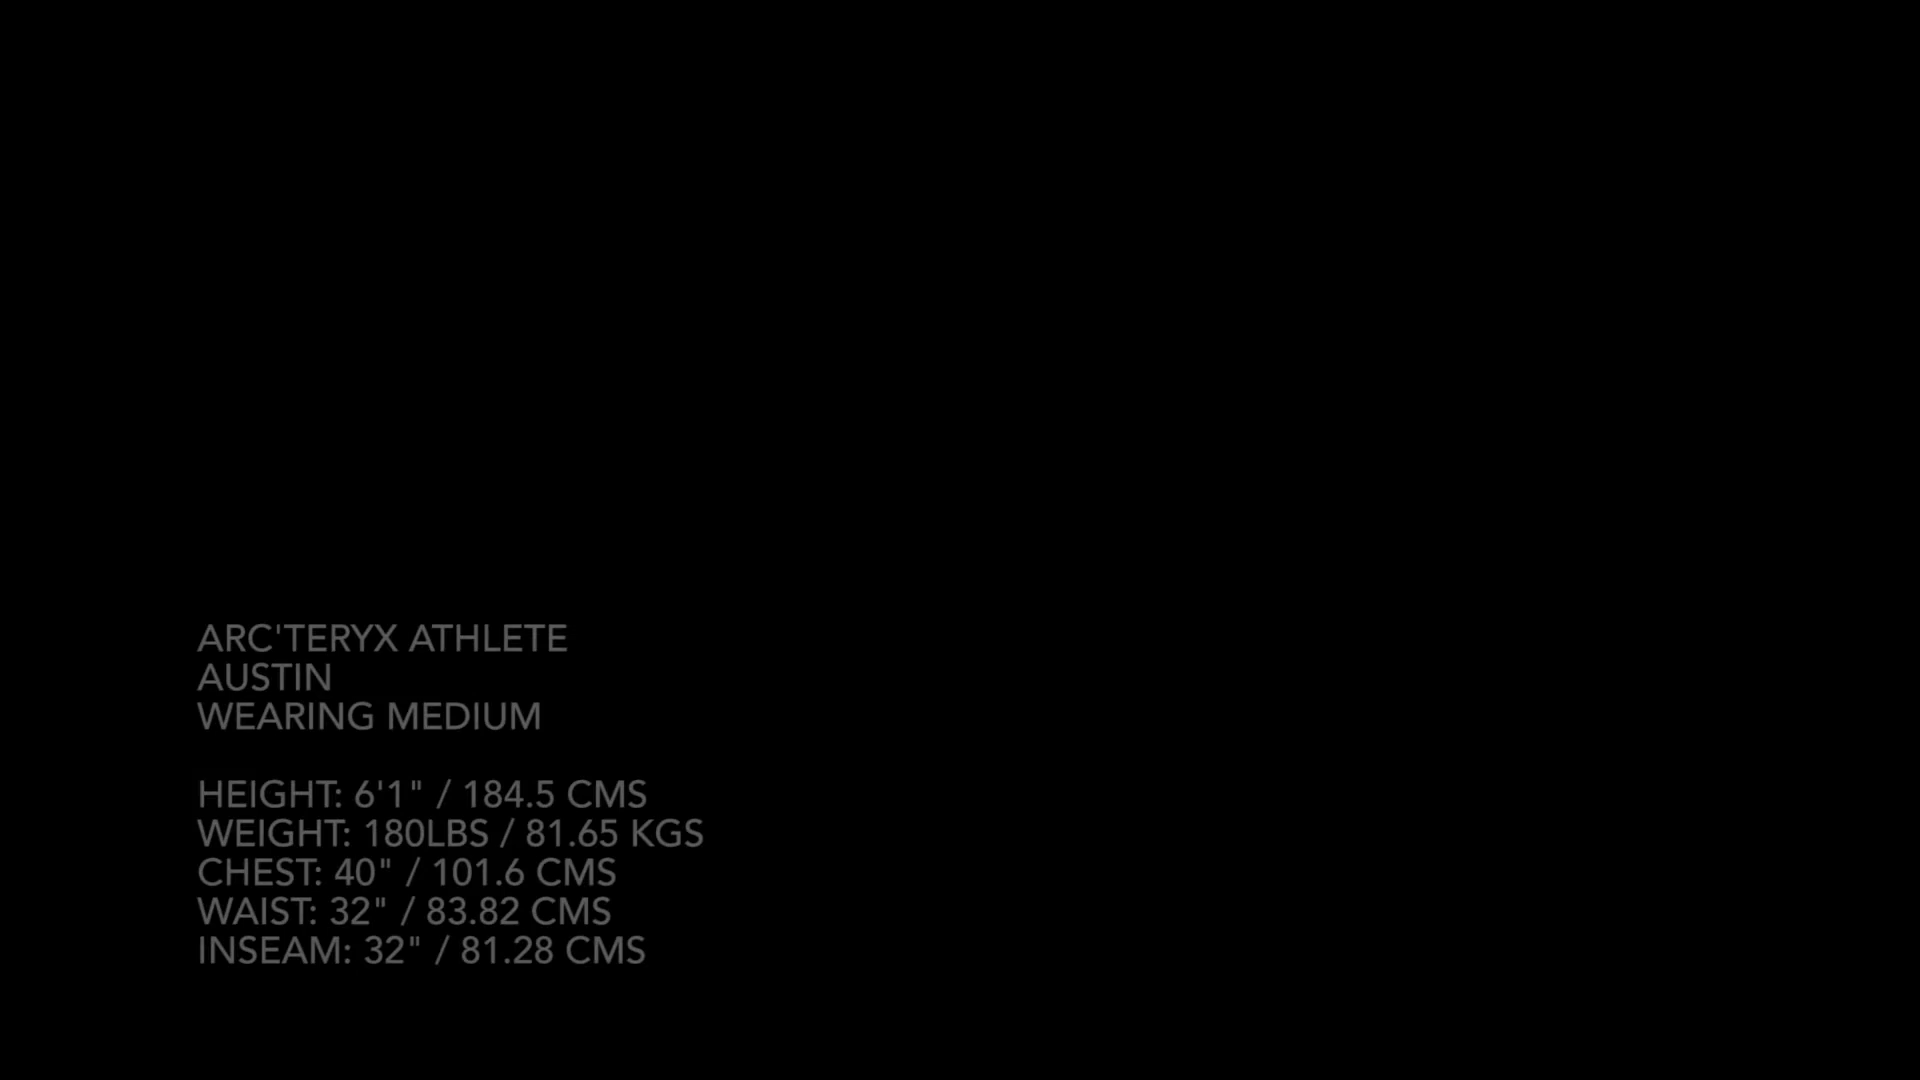 ARC'TERYX ATHLETE
AUSTIN
WEARING MEDIUM
HEIGHT: 6'1" / 184.5 CMS
WEIGHT: 180LBS / 81.65 KGS
CHEST: 40" / 101.6 CMS
WAIST: 32" / 83.82 CMS
INSEAM: 32" / 81.28 CMS